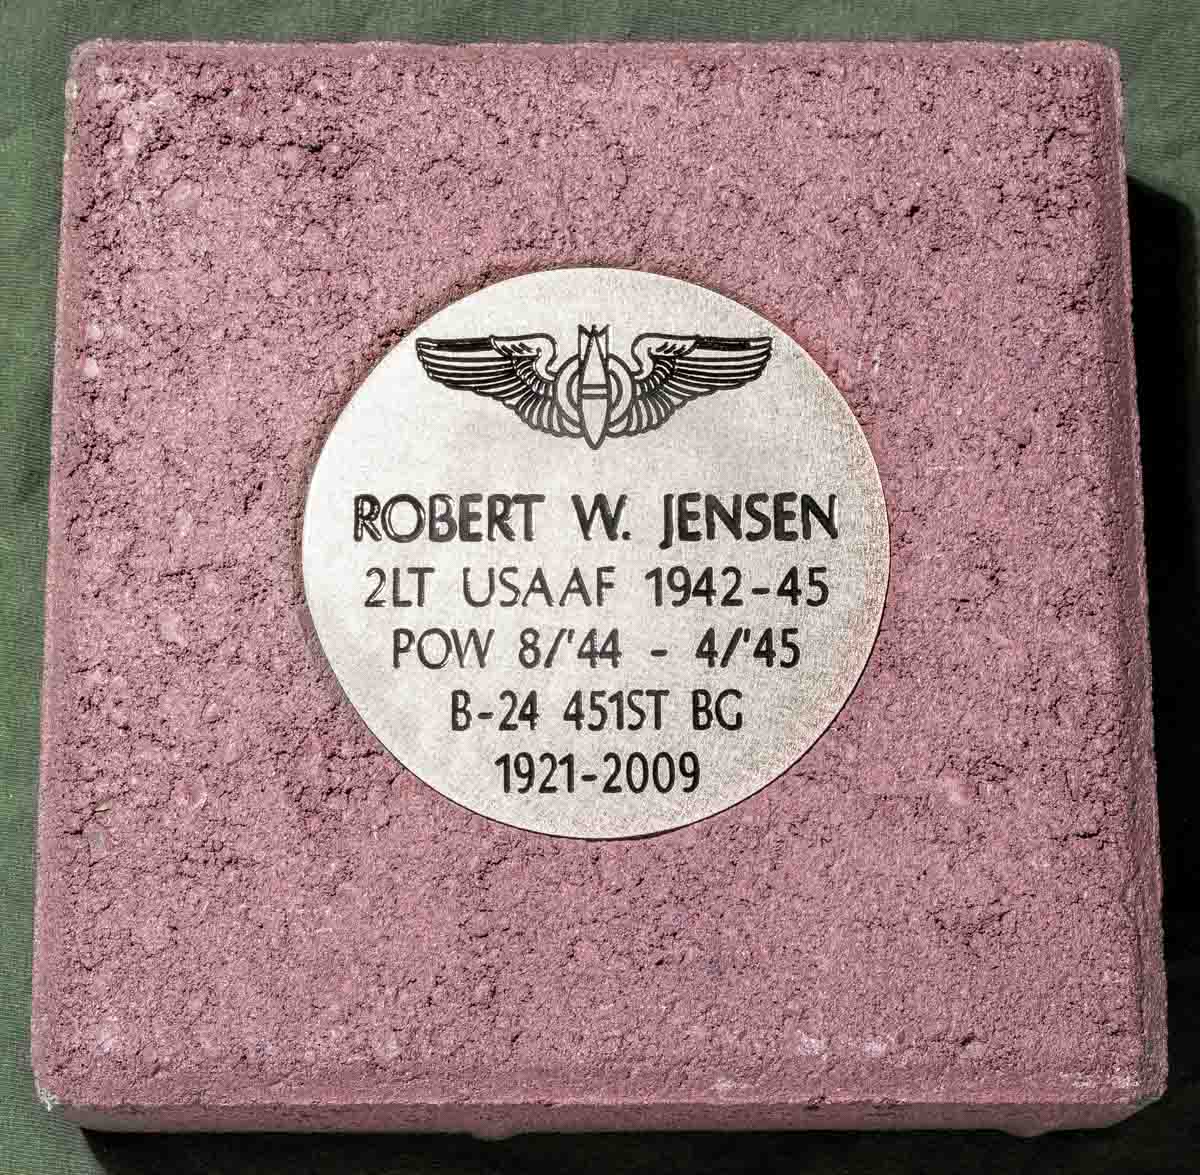 ROBERT W. JENSEN
2LT USAAF 1942-45
POW 8/'44 - 4/'45
B-24 451ST BG
1921-2009